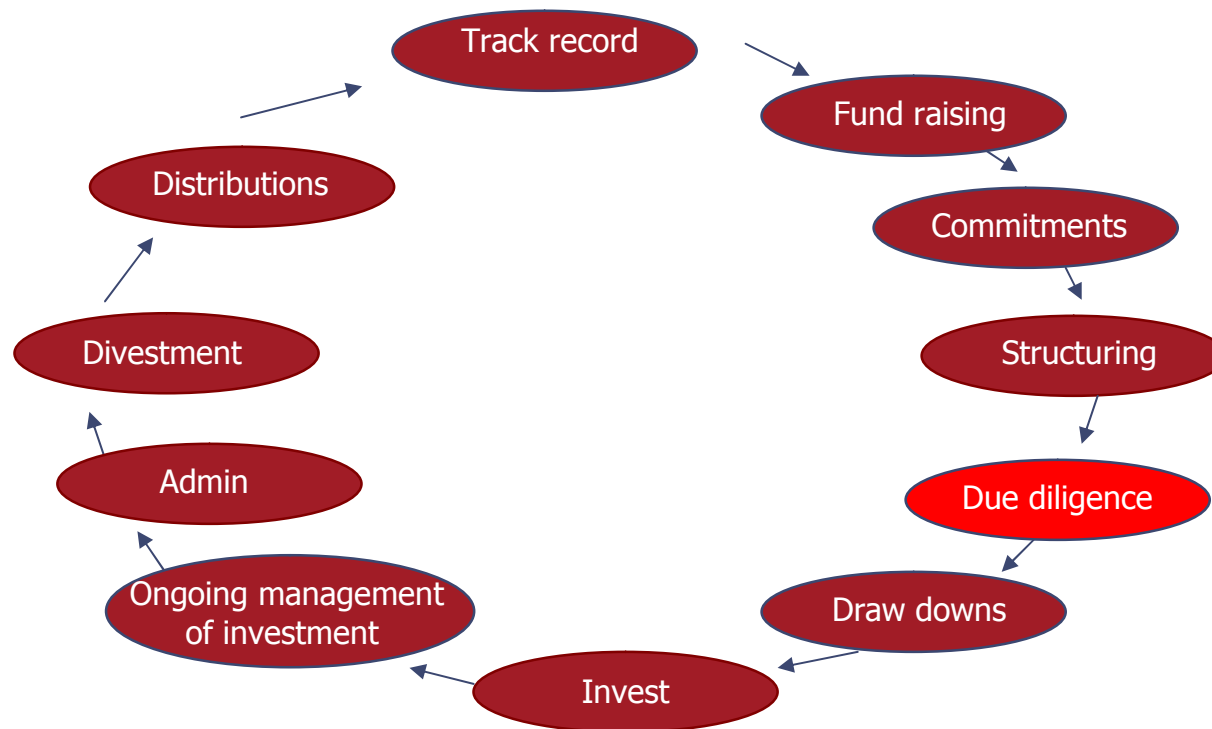 Track record
Fund raising
Commitments
Structuring
Due diligence
Draw downs
Invest
Ongoing management
of investment
Admin
Divestment
Distributions